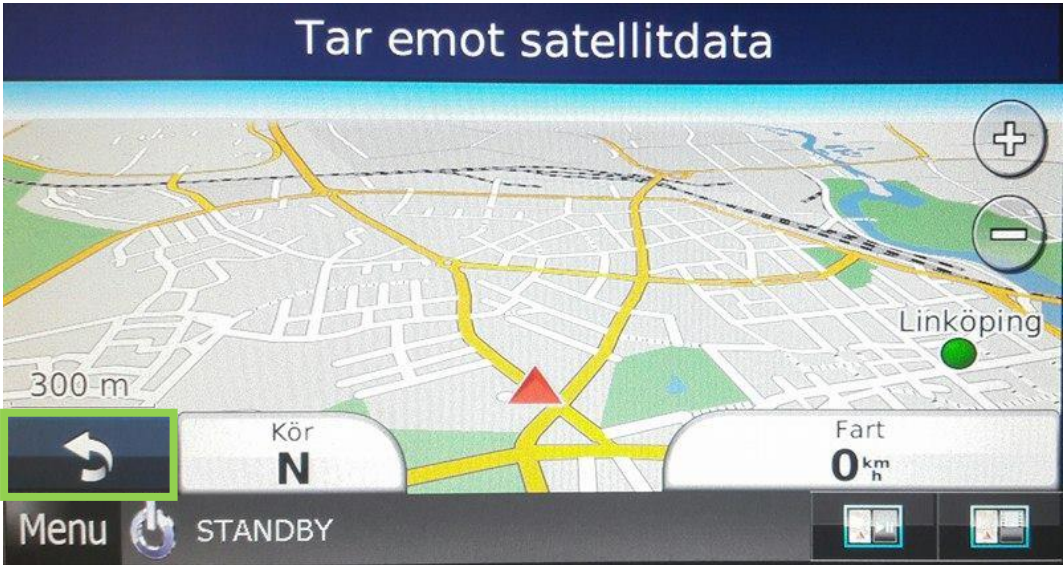 Tar emot satellitdata
Linköping
300 m
Kör
N
Fart
0 km/h
Menu
STANDBY